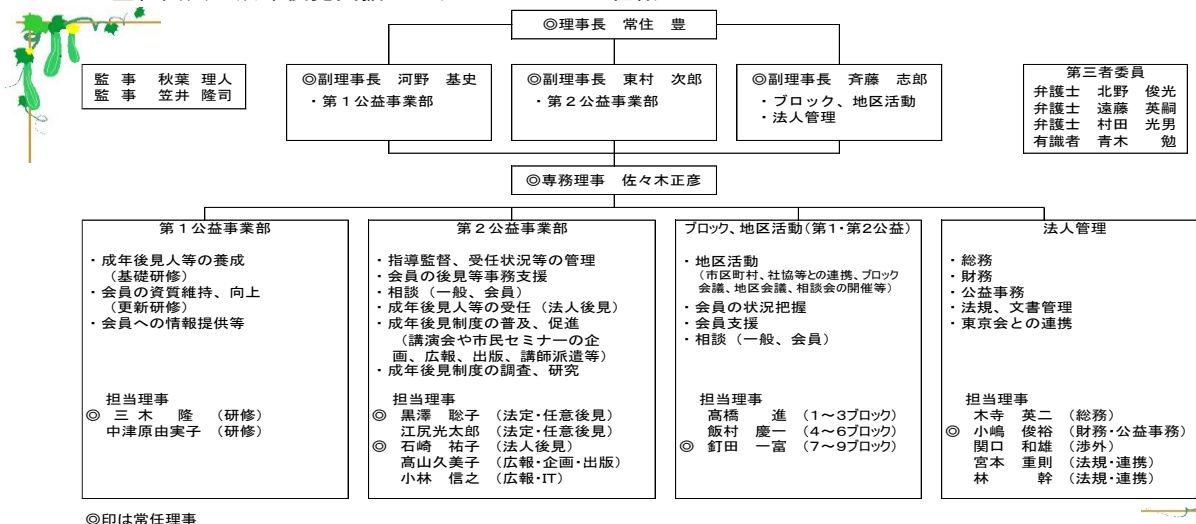 ◎理事長 常住 豊
監 事 秋葉 理人
監 事 笠井 隆司
◎副理事長 河野 基史
・第１公益事業部
◎副理事長 東村 次郎
・第２公益事業部
◎副理事長 斉藤 志郎
・ブロック、地区活動
・法人管理
第三者委員
弁護士 北野 俊光
弁護士 遠藤 英嗣
弁護士 村田 光男
有識者 青木 勉
◎専務理事 佐々木正彦
第１公益事業部
・成年後見人等の養成
（基礎研修）
・会員の資質維持、向上
（更新研修）
・会員への情報提供等
担当理事
◎ 三 木 隆 （研修）
中津原由実子 （研修）
第２公益事業部
・指導監督、受任状況等の管理
・会員の後見等事務支援
・相談（一般、会員）
・成年後見人等の受任（法人後見）
・成年後見制度の普及、促進
（講演会や市民セミナーの企
画、広報、出版、講師派遣等）
・成年後見制度の調査、研究
担当理事
◎ 黒澤 聡子 （法定・任意後見）
江尻光太郎 （法定・任意後見）
◎ 石崎 祐子 （法人後見）
髙山久美子 （広報・企画・出版）
小林 信之 （広報・IT）
ブロック、地区活動（第１・第２公益）
・地区活動
（市区町村、社協等との連携、ブロック
会議、地区会議、相談会の開催等）
・会員の状況把握
・会員支援
・相談（一般、会員）
担当理事
髙橋 進 （１～３ブロック）
飯村 慶一 （４～６ブロック）
◎ 釘田 一富 （７～９ブロック）
法人管理
・総務
・財務
・公益事務
・法規、文書管理
・東京会との連携
担当理事
木寺 英二 （総務）
◎ 小嶋 俊裕 （財務・公益事務）
関口 和雄 （渉外）
宮本 重則 （法規・連携）
林 幹 （法規・連携）
◎印は常任理事